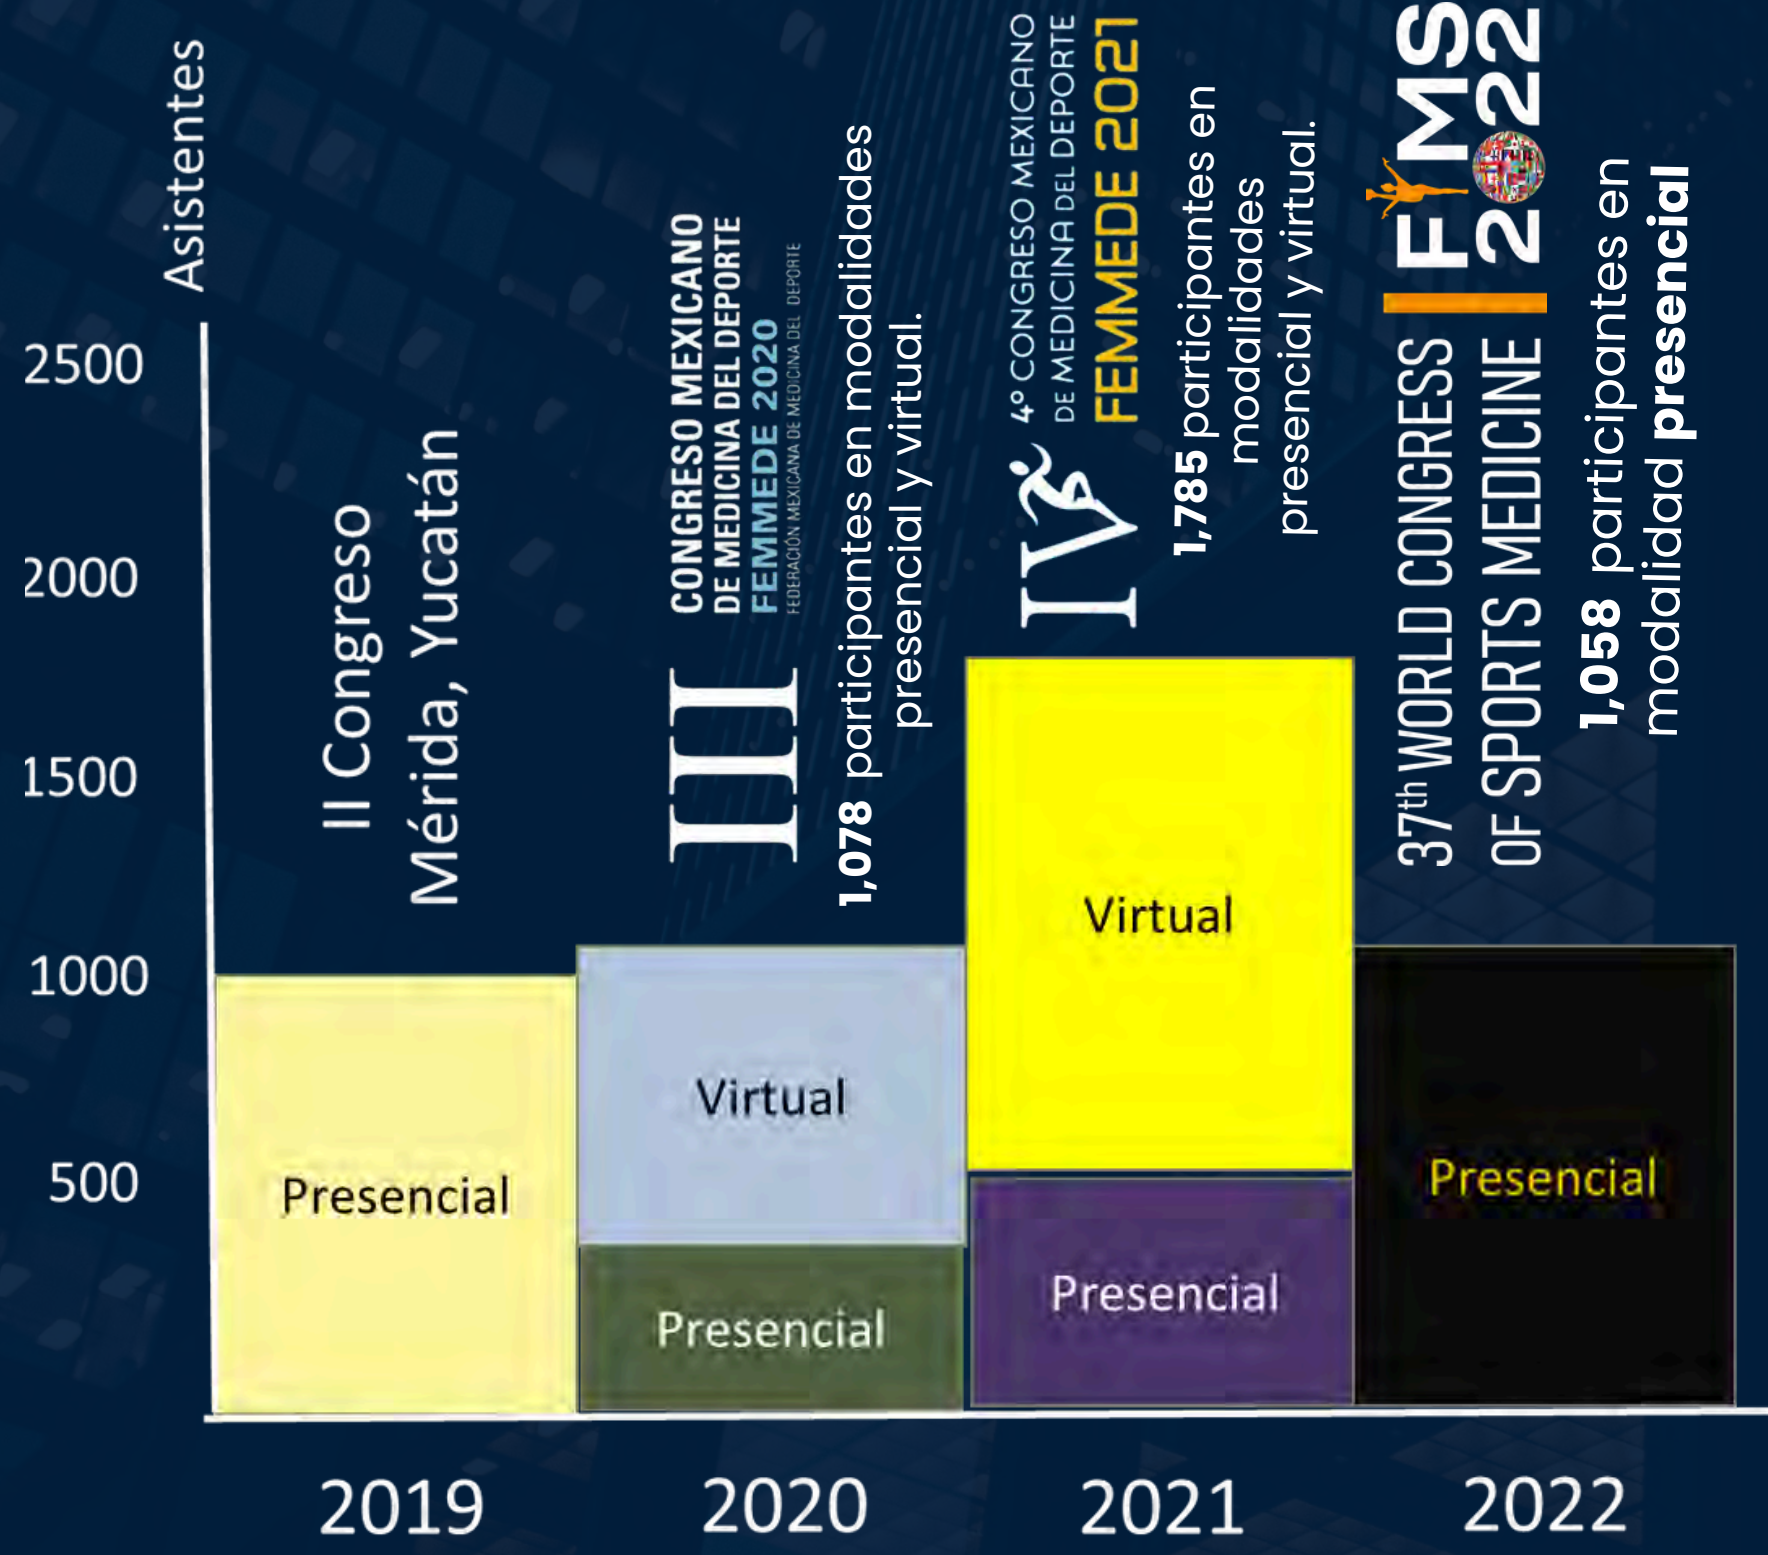 Asistentes
2500
2000
1500
1000
500
II Congreso
Mérida, Yucatán
III
CONGRESO MEXICANO
DE MEDICINA DEL DEPORTE
FEMMEDE 2020
FEDERACIÓN MEXICANA DE MEDICINA DEL DEPORTE
1,078 participantes en modalidades
presencial y virtual.
IV
4º CONGRESO MEXICANO
DE MEDICINA DEL DEPORTE
FEMMEDE 2021
1,785 participantes en
modalidades
presencial y virtual.
37th WORLD CONGRESS
OF SPORTS MEDICINE
FIMS
2022
1,058 participantes en
modalidad presencial
Presencial
Virtual
Presencial
Virtual
Presencial
Presencial
2019
2020
2021
2022